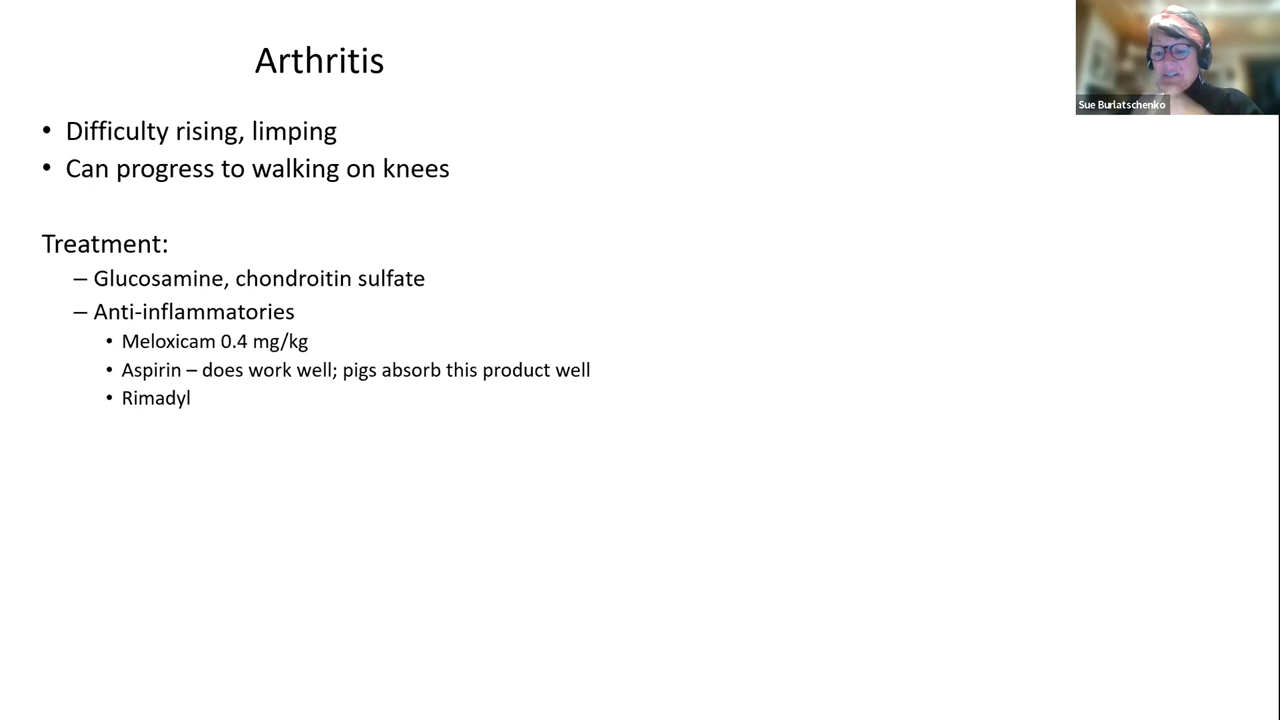 Arthritis
• Difficulty rising, limping
• Can progress to walking on knees
Treatment:
– Glucosamine, chondroitin sulfate
– Anti-inflammatories
• Meloxicam 0.4 mg/kg
• Aspirin – does work well; pigs absorb this product well
• Rimadyl
Sue Burlatschenko